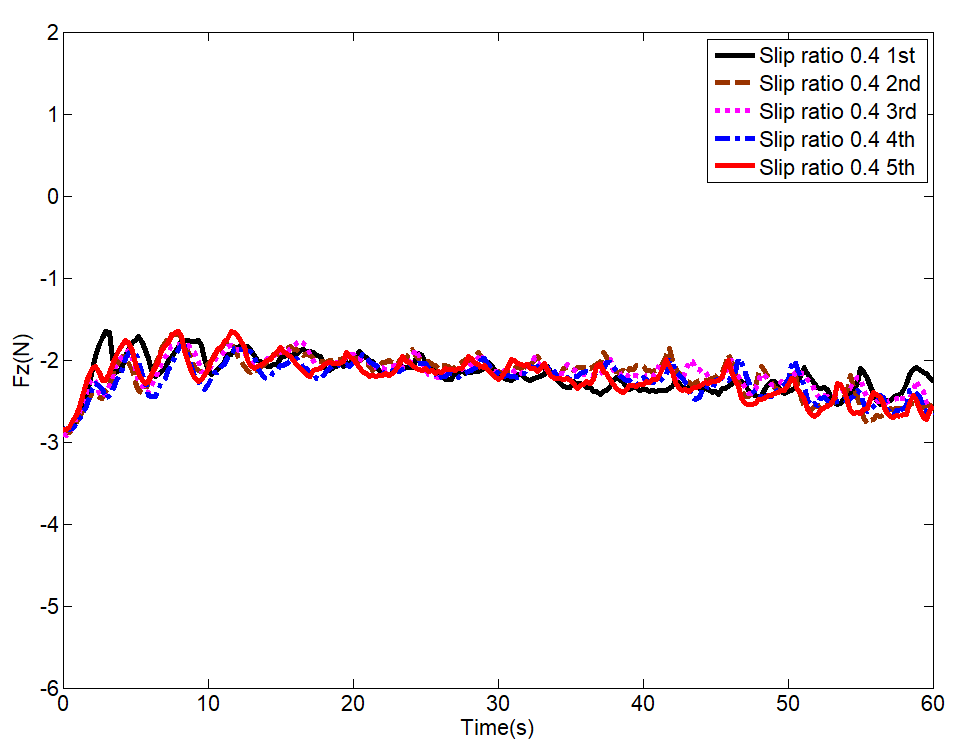 2
1
0
-1
-2
-3
-4
-5
-6
Fz(N)
0 10 20 30 40 50 60
Time(s)
Slip ratio 0.4 1st
Slip ratio 0.4 2nd
Slip ratio 0.4 3rd
Slip ratio 0.4 4th
Slip ratio 0.4 5th